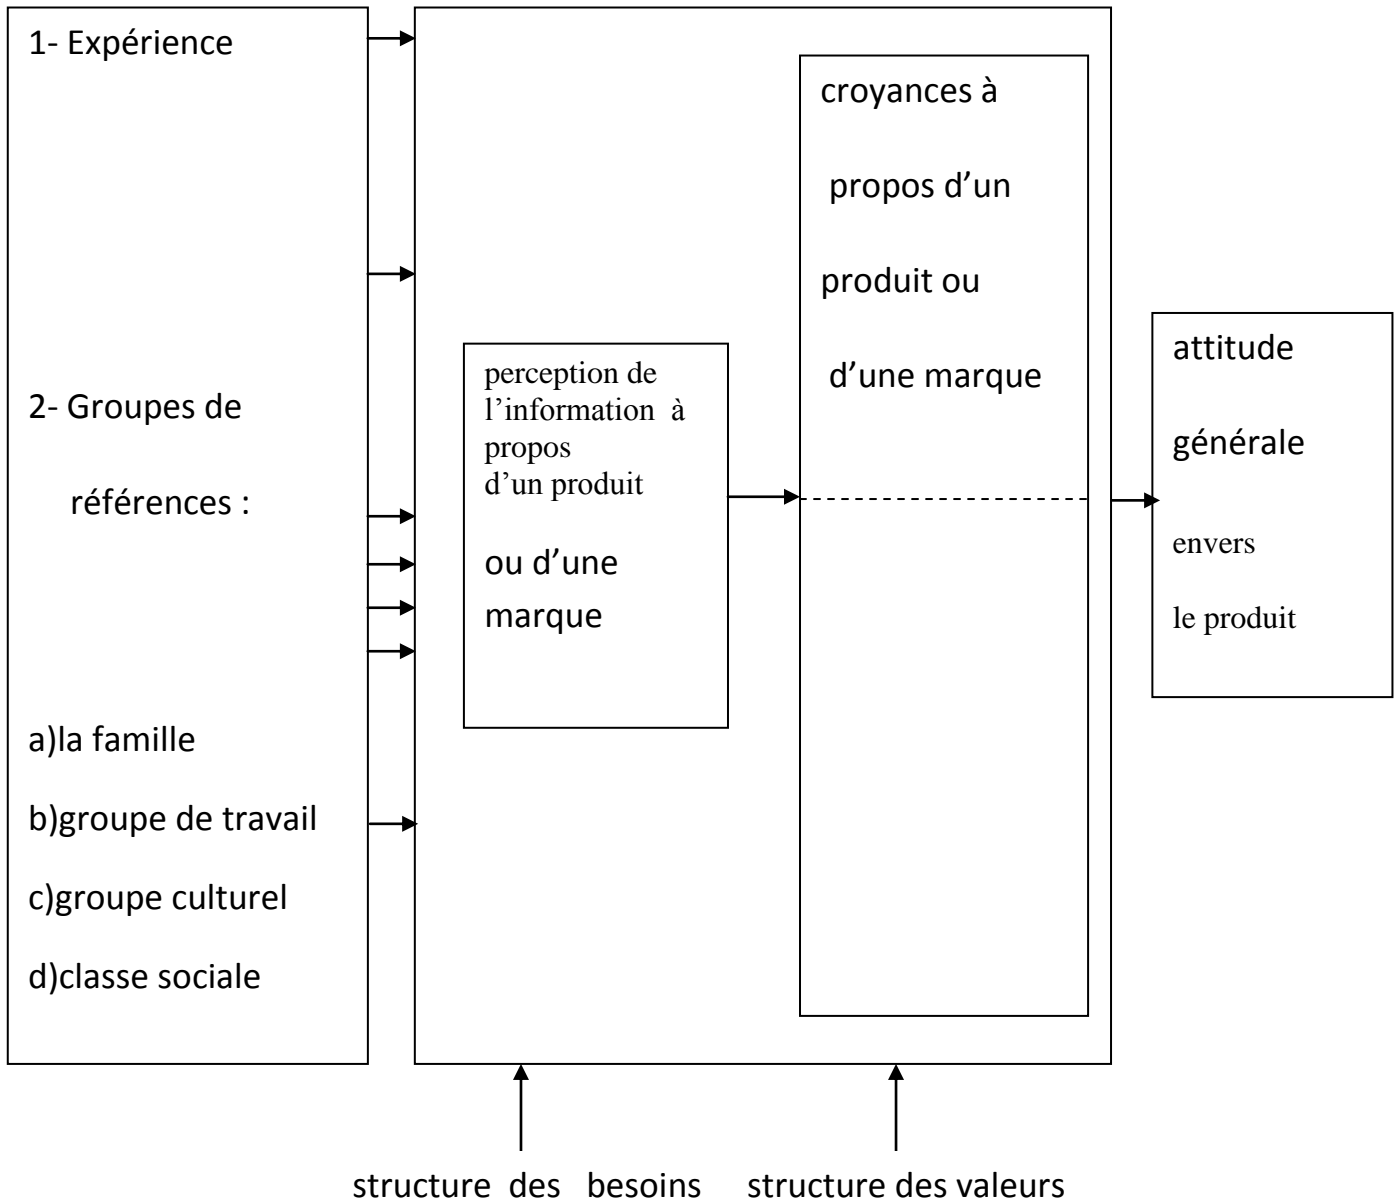 1- Expérience
2- Groupes de
références :
a)la famille
b)groupe de travail
c)groupe culturel
d)classe sociale
perception de
l’information à
propos
d’un produit
ou d’une
marque
croyances à
propos d’un
produit ou
d’une marque
attitude
générale
envers
le produit
structure des besoins
structure des valeurs